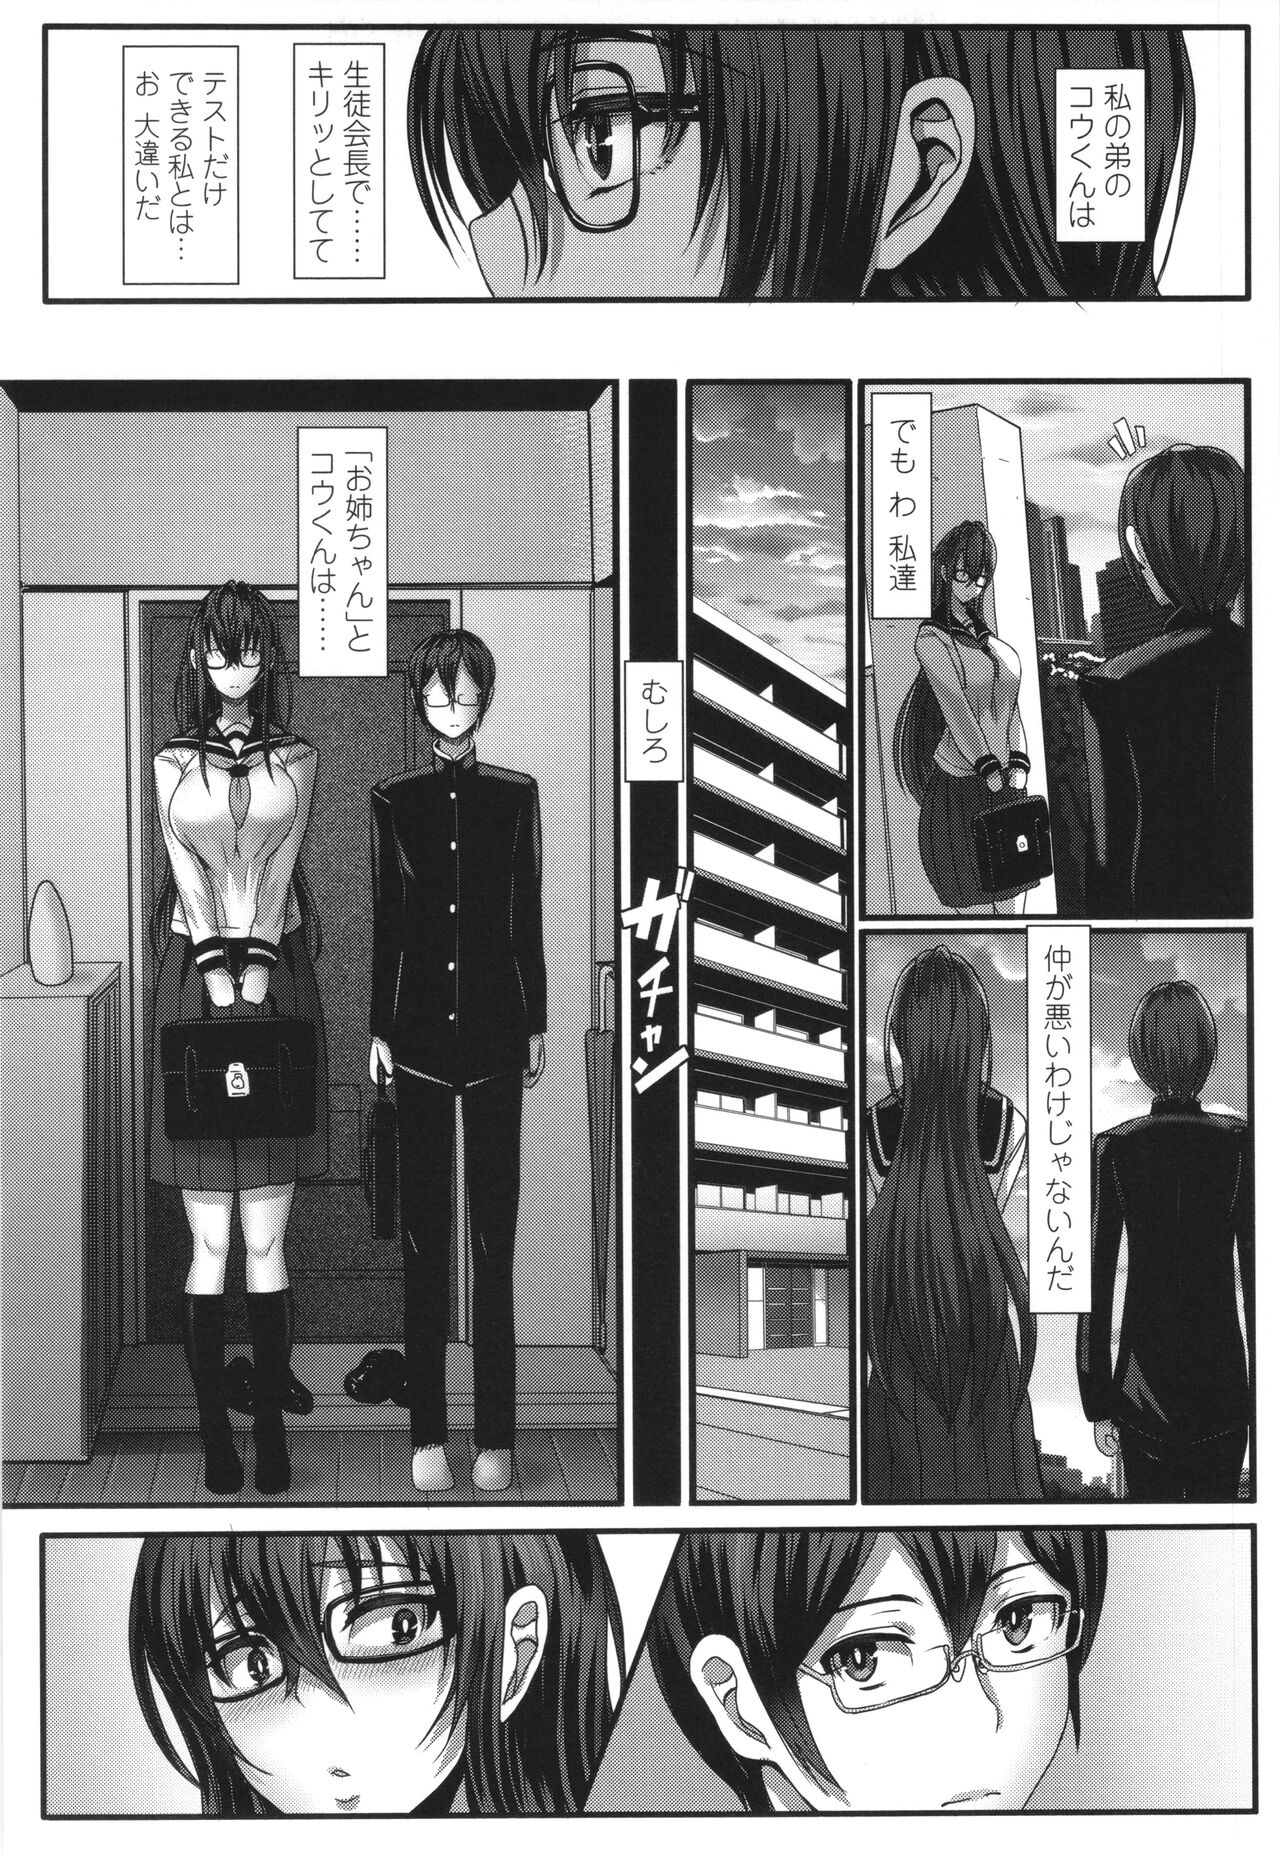 私の弟の
コウくんは
生徒会長で……
キリッとしてて
テストだけ
できる私とは…
お 大違いだ
でも わ 私達
仲が悪いわけじゃないんだ
むしろ
ガチャン
「お姉ちゃん」と
コウくんは……